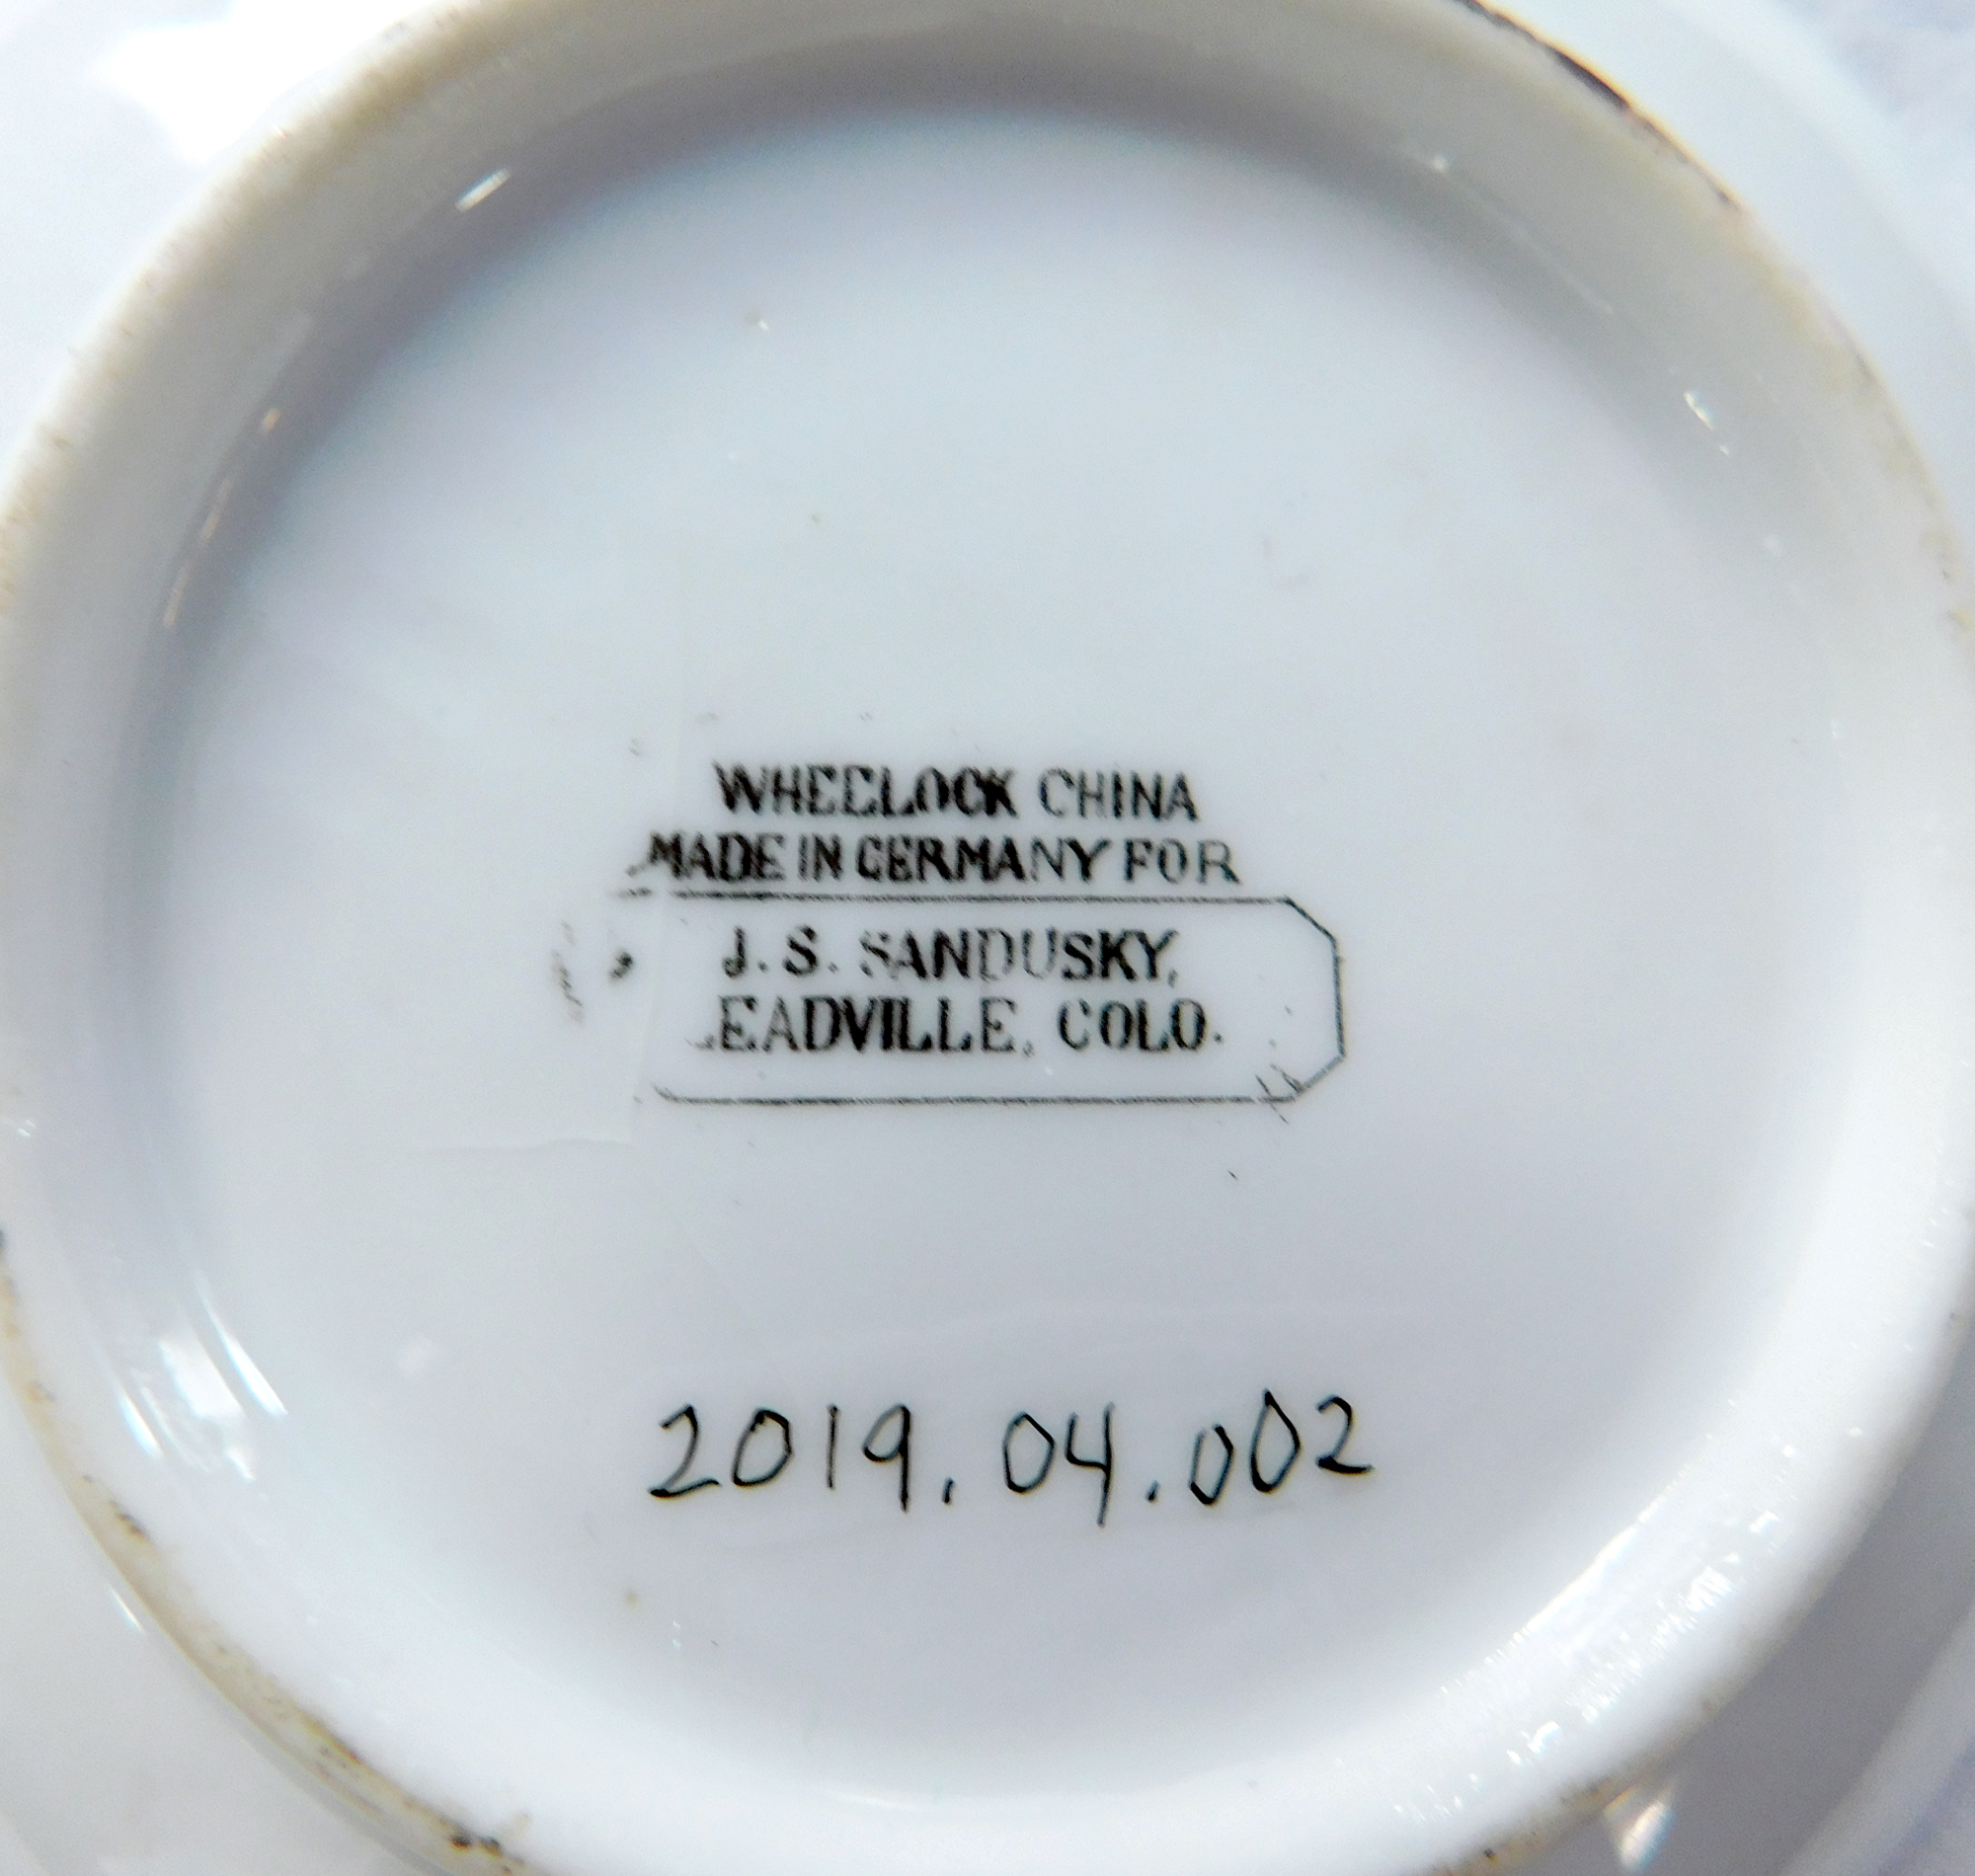 WHEELOCK CHINA
MADE IN GERMANY FOR
J. S. SANDUSKY,
LEADVILLE, COLO.
2019.04.002